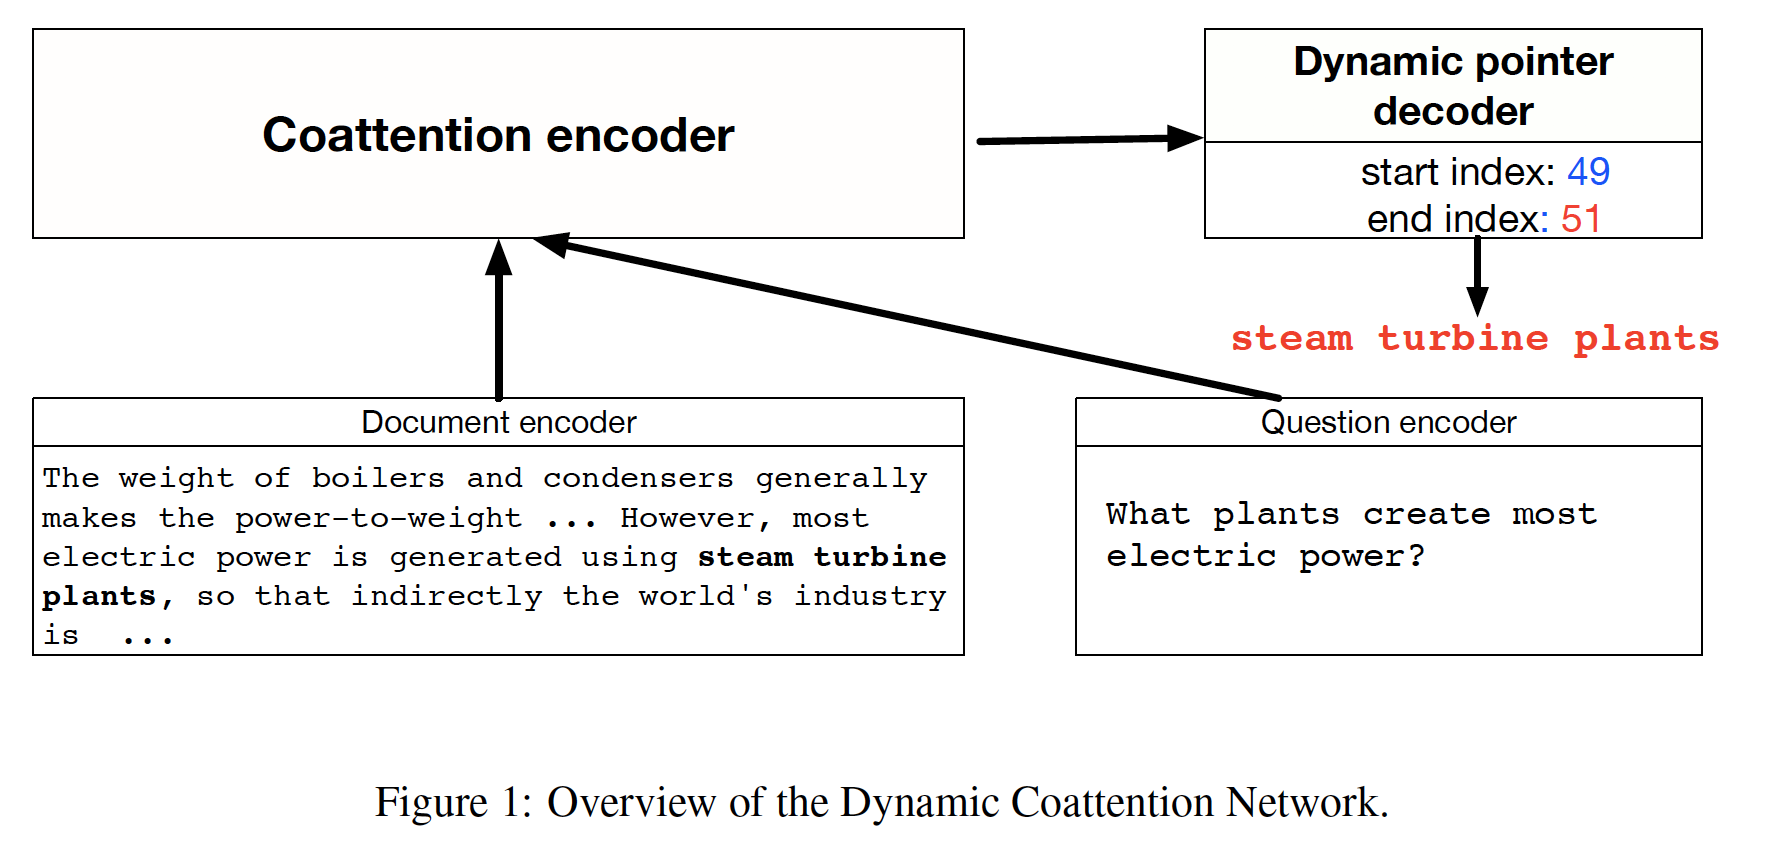 Coattention encoder
Dynamic pointer
decoder
start index: 49
end index: 51
steam turbine plants
Document encoder
The weight of boilers and condensers generally
makes the power-to-weight ... However, most
electric power is generated using steam turbine
plants, so that indirectly the world's industry
is ...
Question encoder
What plants create most
electric power?
Figure 1: Overview of the Dynamic Coattention Network.